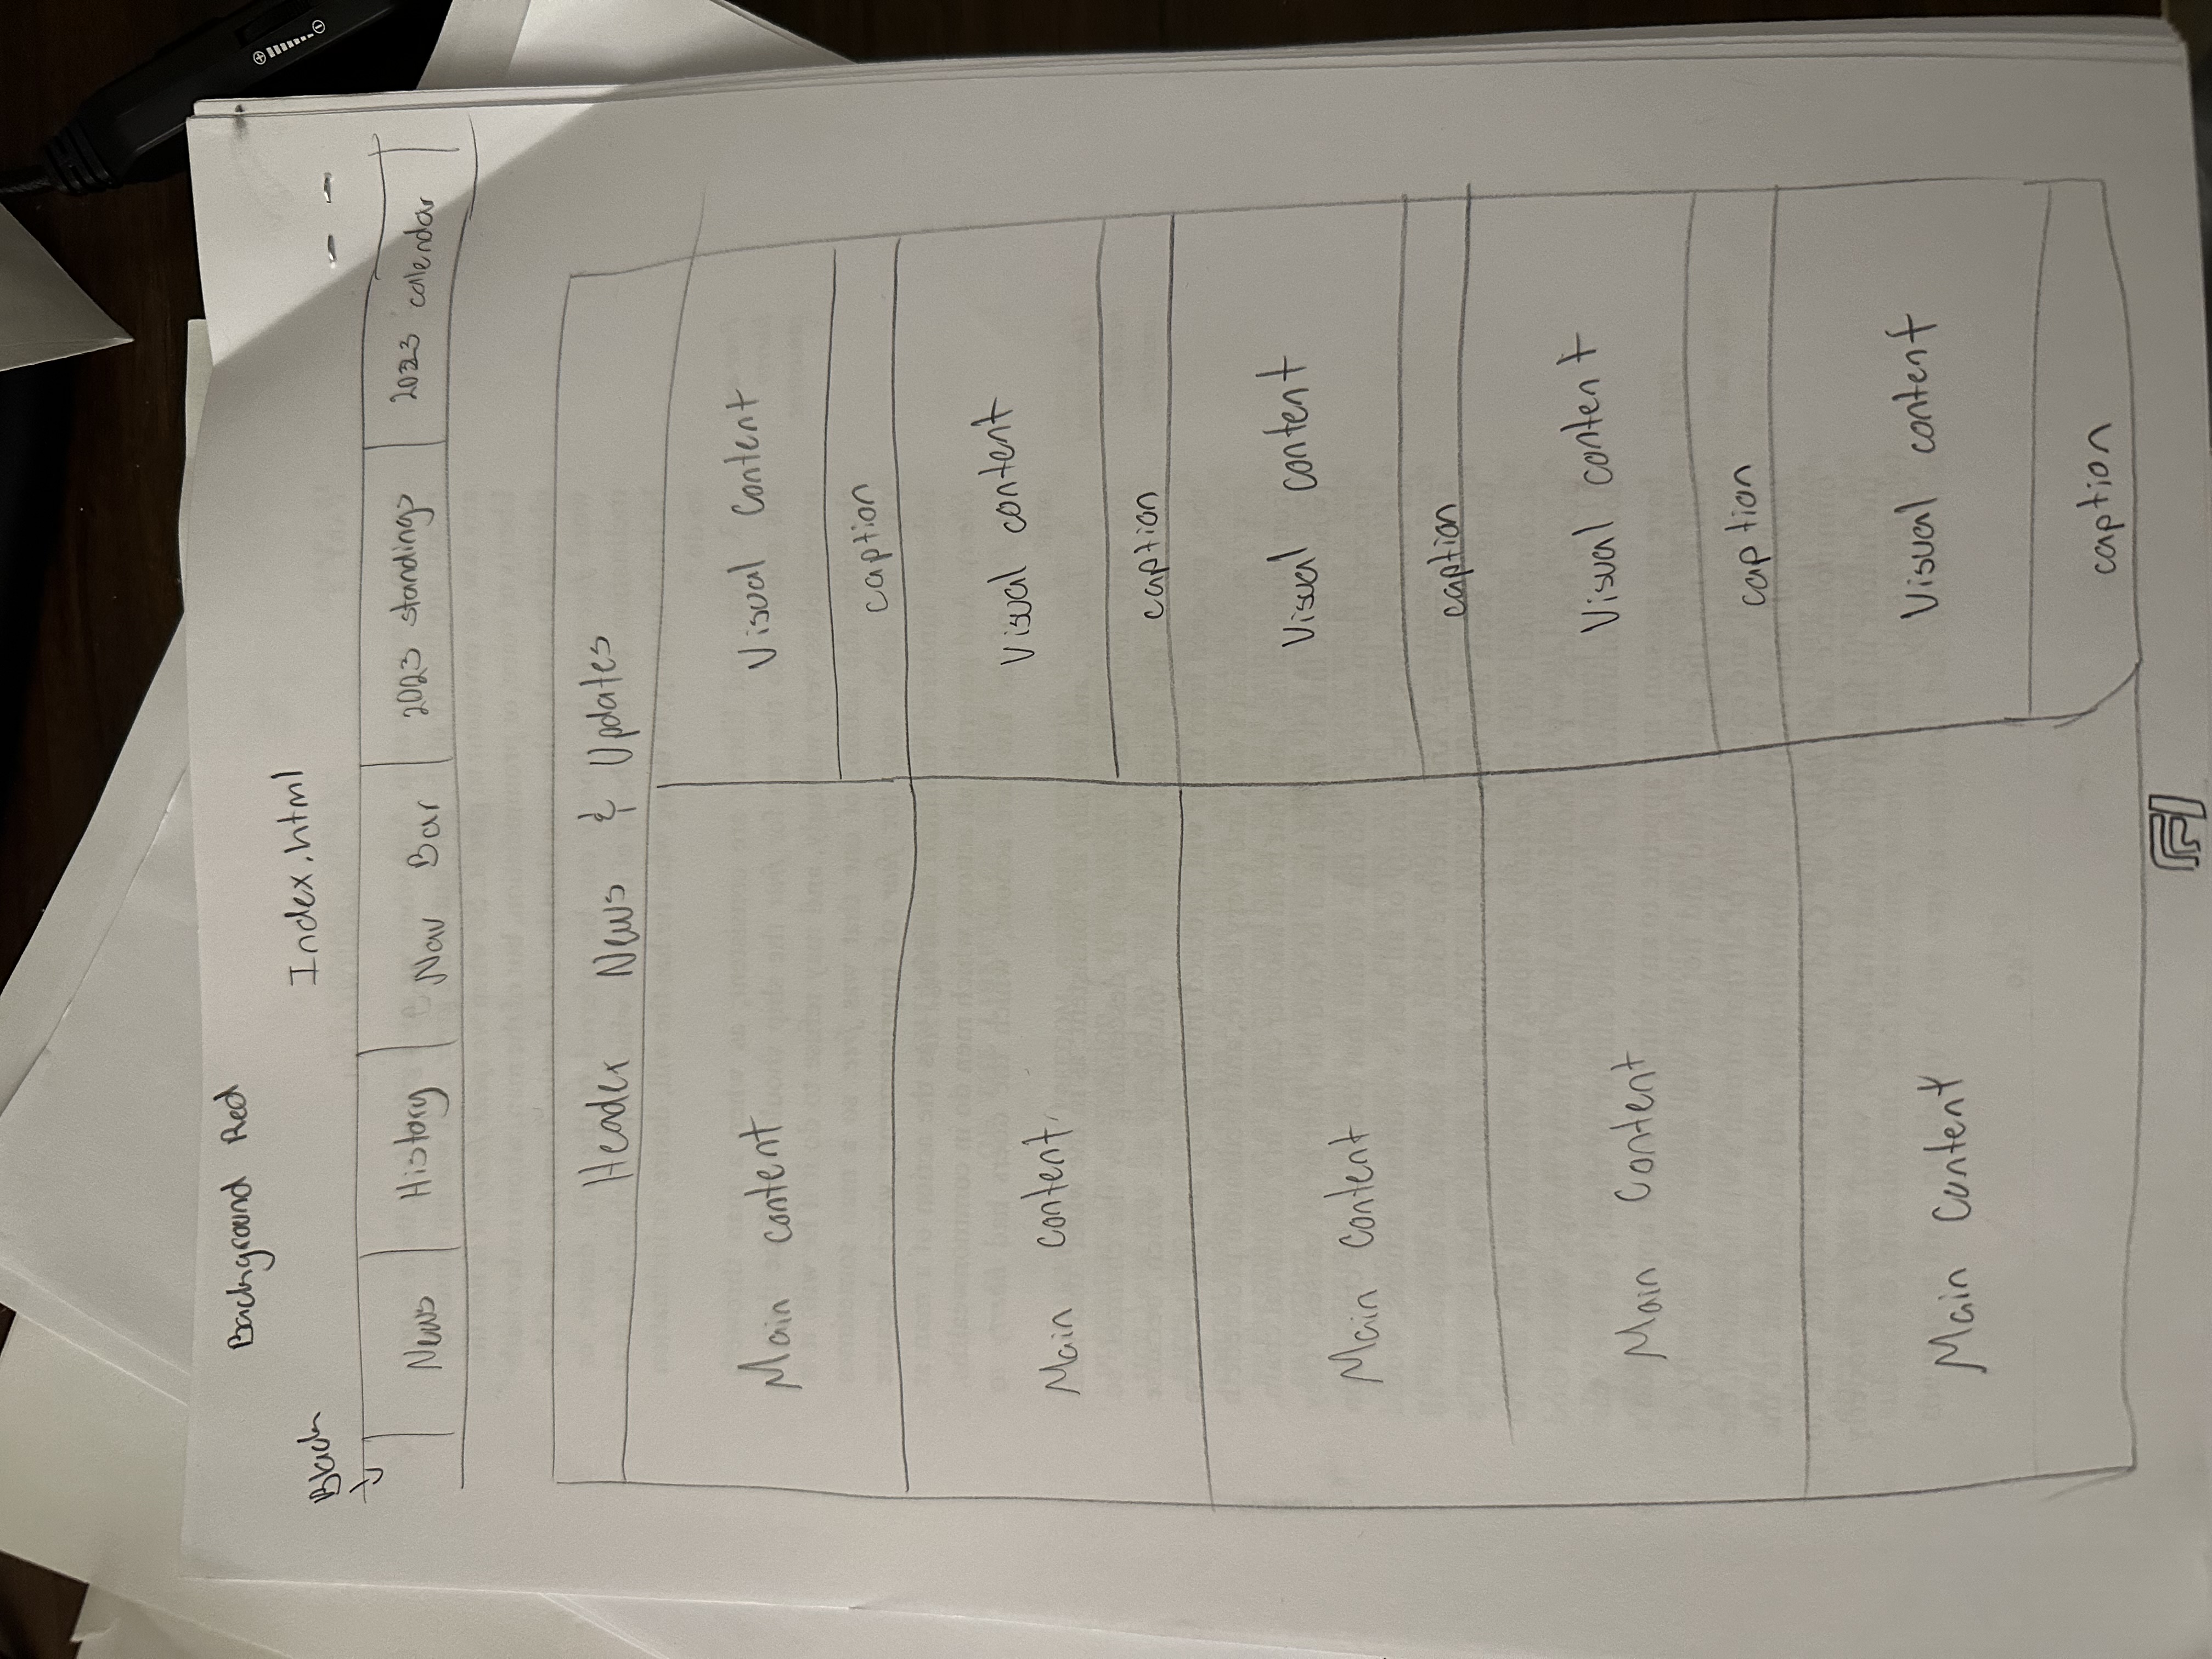 Background Red
Index.html
Black
News History Nav Bar 2023 standings 2023 calendar
Header News & Updates
Main content
Visual Content
caption
Main content
Visual content
caption
Main Content
Visual content
caption
Main Content
Visual content
caption
Main Content
Visual content
caption
F1